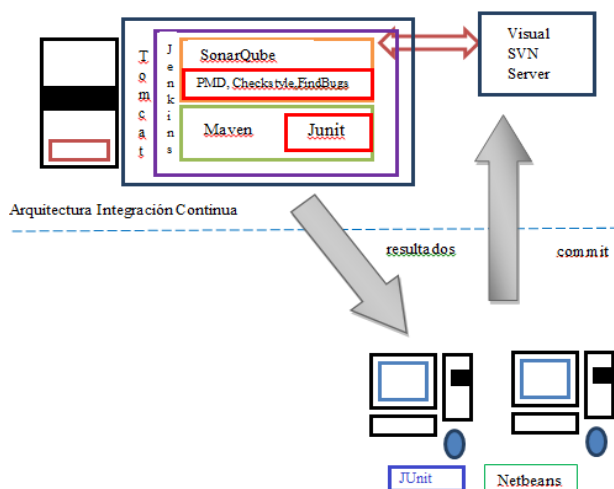 Tomcat
Jenkins
SonarQube
PMD, Checkstyle,FindBugs
Maven
Junit
Visual
SVN
Server
Arquitectura Integración Continua
resultados
commit
JUnit
Netbeans